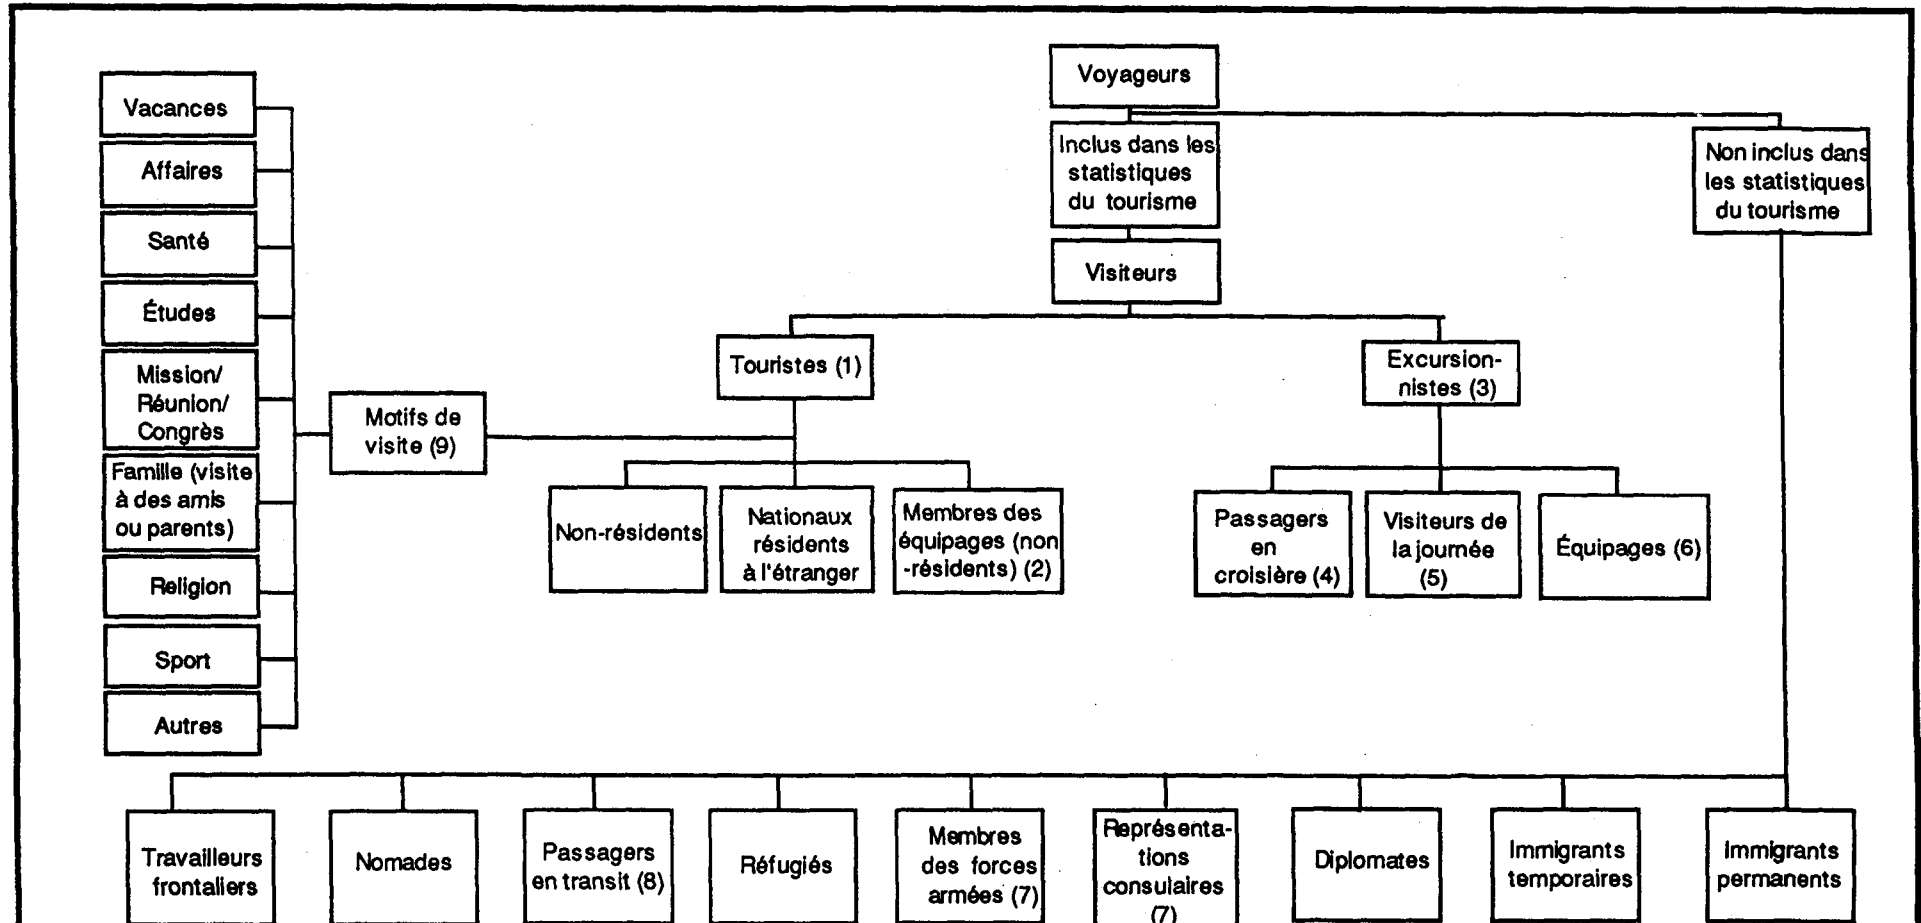 Voyageurs
Inclus dans les
statistiques
du tourisme
Non inclus dans
les statistiques
du tourisme
Visiteurs
Touristes (1)
Excursion-
nistes (3)
Vacances
Affaires
Santé
Études
Mission/
Réunion/
Congrès
Famille (visite
à des amis
ou parents)
Religion
Sport
Autres
Motifs de
visite (9)
Non-résidents
Nationaux
résidents
à l'étranger
Membres des
équipages (non
-résidents) (2)
Passagers
en
croisière (4)
Visiteurs de
la journée
(5)
Équipages (6)
Travailleurs
frontaliers
Nomades
Passagers
en transit (8)
Réfugiés
Membres
des forces
armées (7)
Représenta-
tions
consulaires
(7)
Diplomates
Immigrants
temporaires
Immigrants
permanents